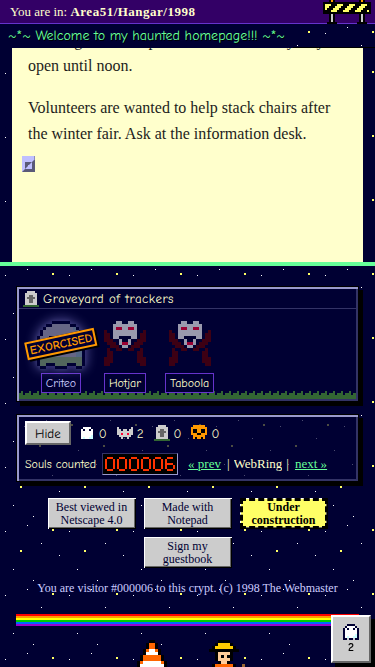 You are in: Area51/Hangar/1998
~*~ Welcome to my haunted homepage!!! ~*~
open until noon.
Volunteers are wanted to help stack chairs after
the winter fair. Ask at the information desk.
Graveyard of trackers
EXORCISED
Criteo
Hotjar
Taboola
Hide
0
2
0
0
Souls counted
000006
« prev | WebRing | next »
Best viewed in
Netscape 4.0
Made with
Notepad
Under
construction
Sign my
guestbook
You are visitor #000006 to this crypt. (c) 1998 The Webmaster
2